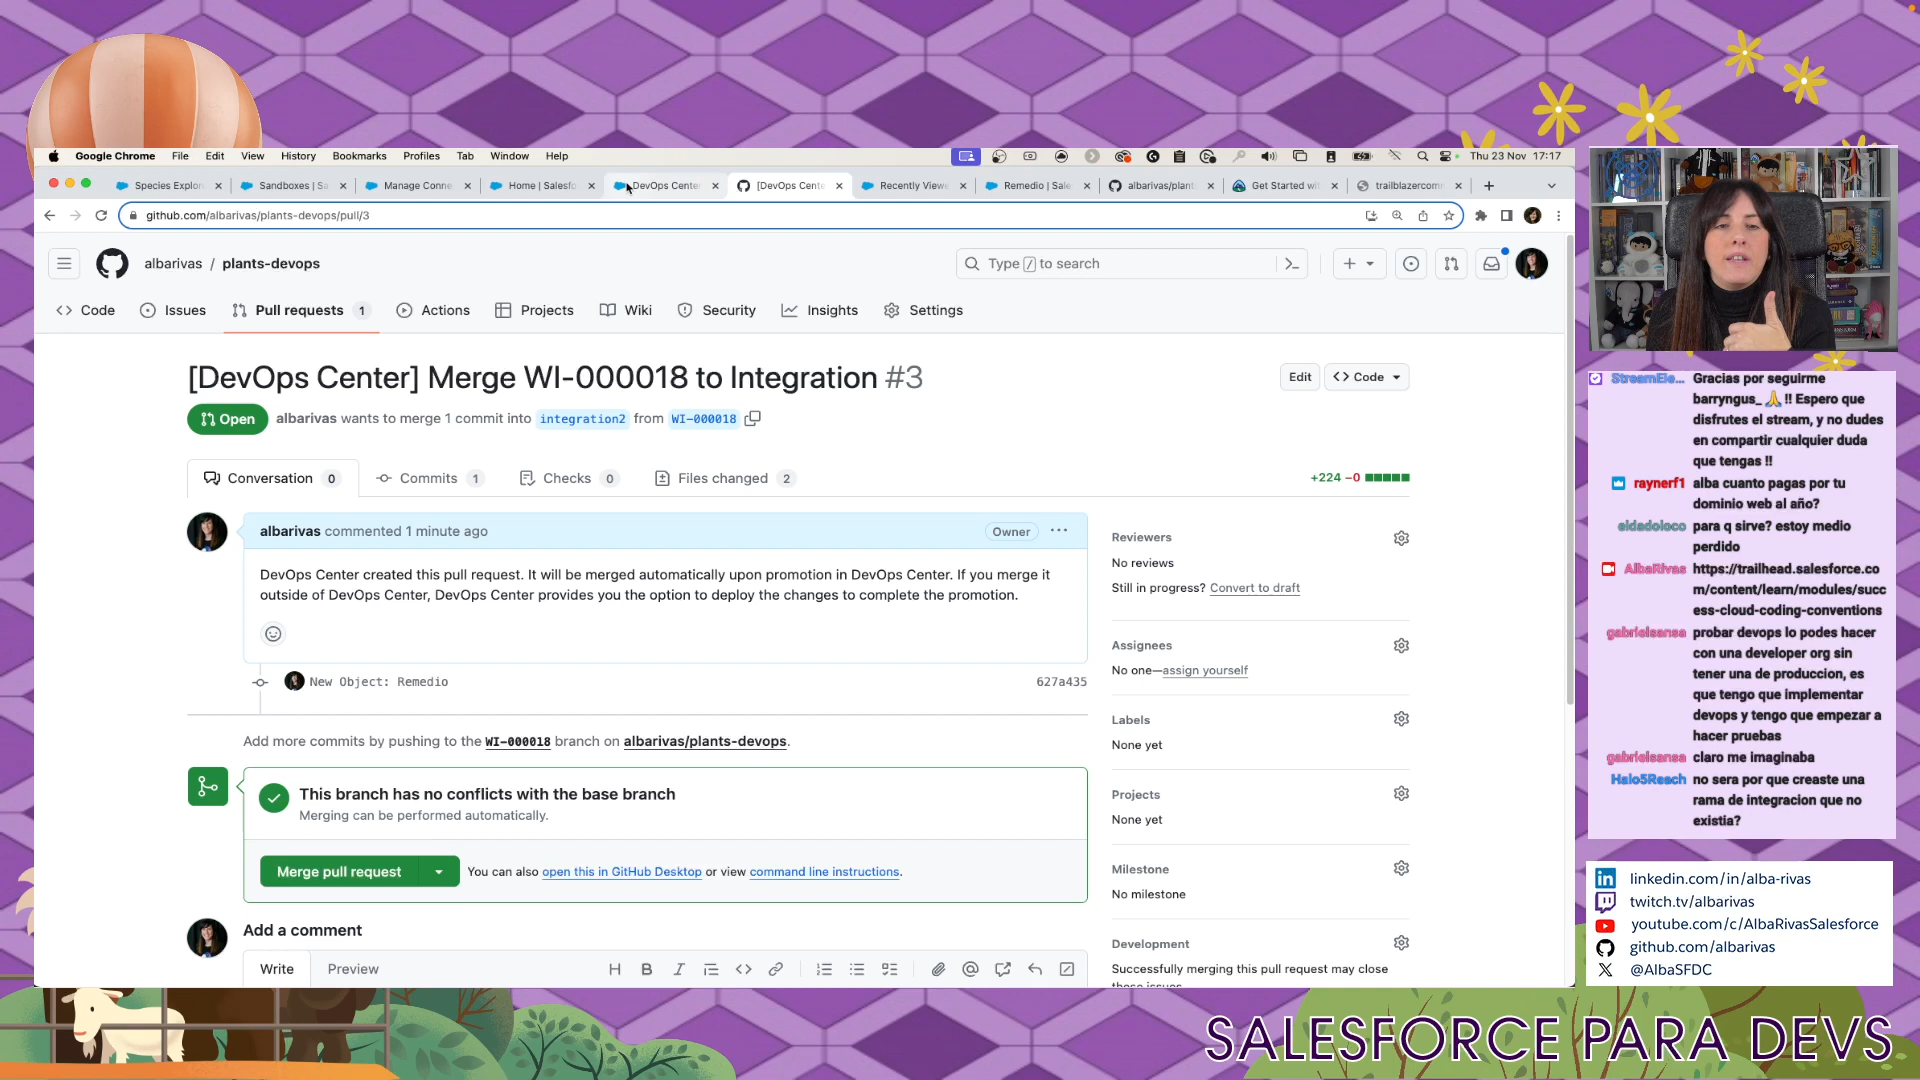 Google Chrome File Edit View History Bookmarks Profiles Tab Window Help Thu 23 Nov 17:17
Species Explor Sandboxes | Sa Manage Conne Home | Salesfo DevOps Center [DevOps Cente Recently Viewe Remedio | Sale albarivas/plant Get Started wi trailblazercom
github.com/albarivas/plants-devops/pull/3
albarivas / plants-devops
Type / to search
Code Issues Pull requests 1 Actions Projects Wiki Security Insights Settings
[DevOps Center] Merge WI-000018 to Integration #3
Edit
<> Code
Open
albarivas wants to merge 1 commit into integration2 from WI-000018
Conversation 0 Commits 1 Checks 0 Files changed 2
+224 −0
albarivas commented 1 minute ago
Owner
DevOps Center created this pull request. It will be merged automatically upon promotion in DevOps Center. If you merge it
outside of DevOps Center, DevOps Center provides you the option to deploy the changes to complete the promotion.
New Object: Remedio
627a435
Add more commits by pushing to the WI-000018 branch on albarivas/plants-devops.
This branch has no conflicts with the base branch
Merging can be performed automatically.
Merge pull request
You can also open this in GitHub Desktop or view command line instructions.
Add a comment
Write Preview
Reviewers
No reviews
Still in progress? Convert to draft
Assignees
No one—assign yourself
Labels
None yet
Projects
None yet
Milestone
No milestone
Development
Successfully merging this pull request may close
these issues.
StreamEle... Gracias por seguirme
barryngus_ 🙏 !! Espero que
disfrutes el stream, y no dudes
en compartir cualquier duda
que tengas !!
raynerf1 alba cuanto pagas por tu
dominio web al año?
eldadoloco para q sirve? estoy medio
perdido
AlbaRivas https://trailhead.salesforce.co
m/content/learn/modules/succ
ess-cloud-coding-conventions
gabrielsansa probar devops lo podes hacer
con una developer org sin
tener una de produccion, es
que tengo que implementar
devops y tengo que empezar a
hacer pruebas
gabrielsansa claro me imaginaba
Halo5Reach no sera por que creaste una
rama de integracion que no
existia?
linkedin.com/in/alba-rivas
twitch.tv/albarivas
youtube.com/c/AlbaRivasSalesforce
github.com/albarivas
@AlbaSFDC
SALESFORCE PARA DEVS